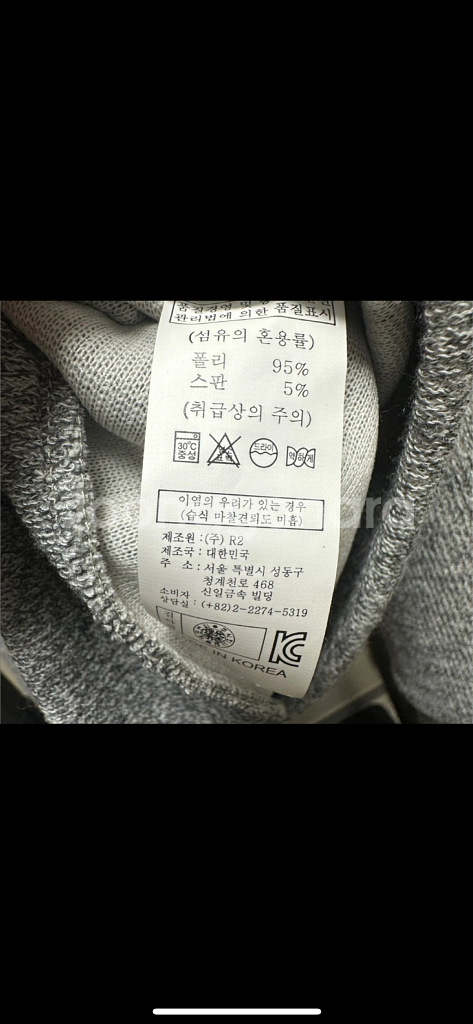 품질경영 및
관리법에 의한 품질표시
(섬유의 혼용률)
폴리 95%
스판 5%
(취급상의 주의)
30℃
중성
드라이
약하게
이염의 우려가 있는 경우
(습식 마찰견뢰도 미흡)
제조원 : (주) R2
제조국 : 대한민국
주 소 : 서울 특별시 성동구
청계천로 468
신일금속 빌딩
소비자
상담실 : (+82)2-2274-5319
IN KOREA